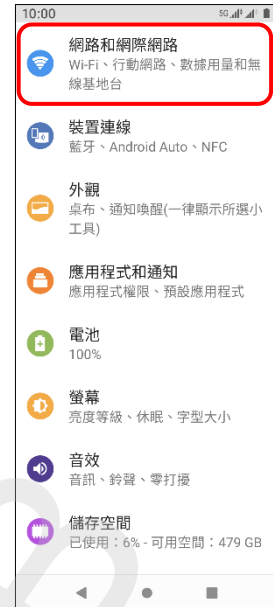 10:00 5G
網路和網際網路
Wi-Fi、行動網路、數據用量和無
線基地台
裝置連線
藍牙、Android Auto、NFC
外觀
桌布、通知喚醒(一律顯示所選小
工具)
應用程式和通知
應用程式權限、預設應用程式
電池
100%
螢幕
亮度等級、休眠、字型大小
音效
音訊、鈴聲、零打擾
儲存空間
已使用：6% - 可用空間：479 GB